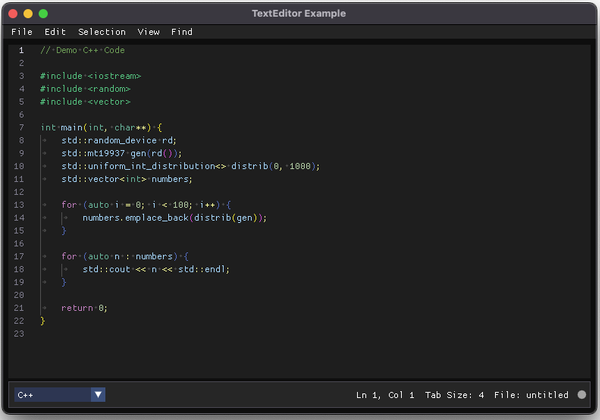 TextEditor Example
File Edit Selection View Find
1 // Demo C++ Code
2
3 #include <iostream>
4 #include <random>
5 #include <vector>
6
7 int main(int, char**) {
8 std::random_device rd;
9 std::mt19937 gen(rd());
10 std::uniform_int_distribution<> distrib(0, 1000);
11 std::vector<int> numbers;
12
13 for (auto i = 0; i < 100; i++) {
14 numbers.emplace_back(distrib(gen));
15 }
16
17 for (auto n : numbers) {
18 std::cout << n << std::endl;
19 }
20
21 return 0;
22 }
23
C++ Ln 1, Col 1 Tab Size: 4 File: untitled